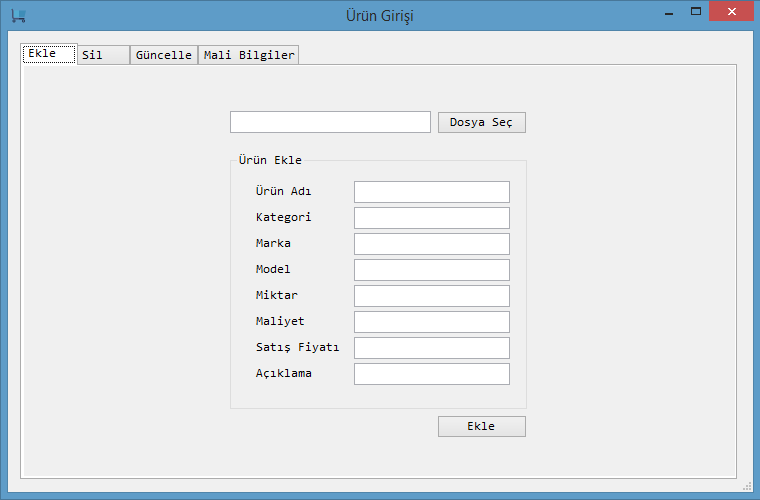 Ürün Girişi
Ekle Sil Güncelle Mali Bilgiler
Dosya Seç
Ürün Ekle
Ürün Adı
Kategori
Marka
Model
Miktar
Maliyet
Satış Fiyatı
Açıklama
Ekle